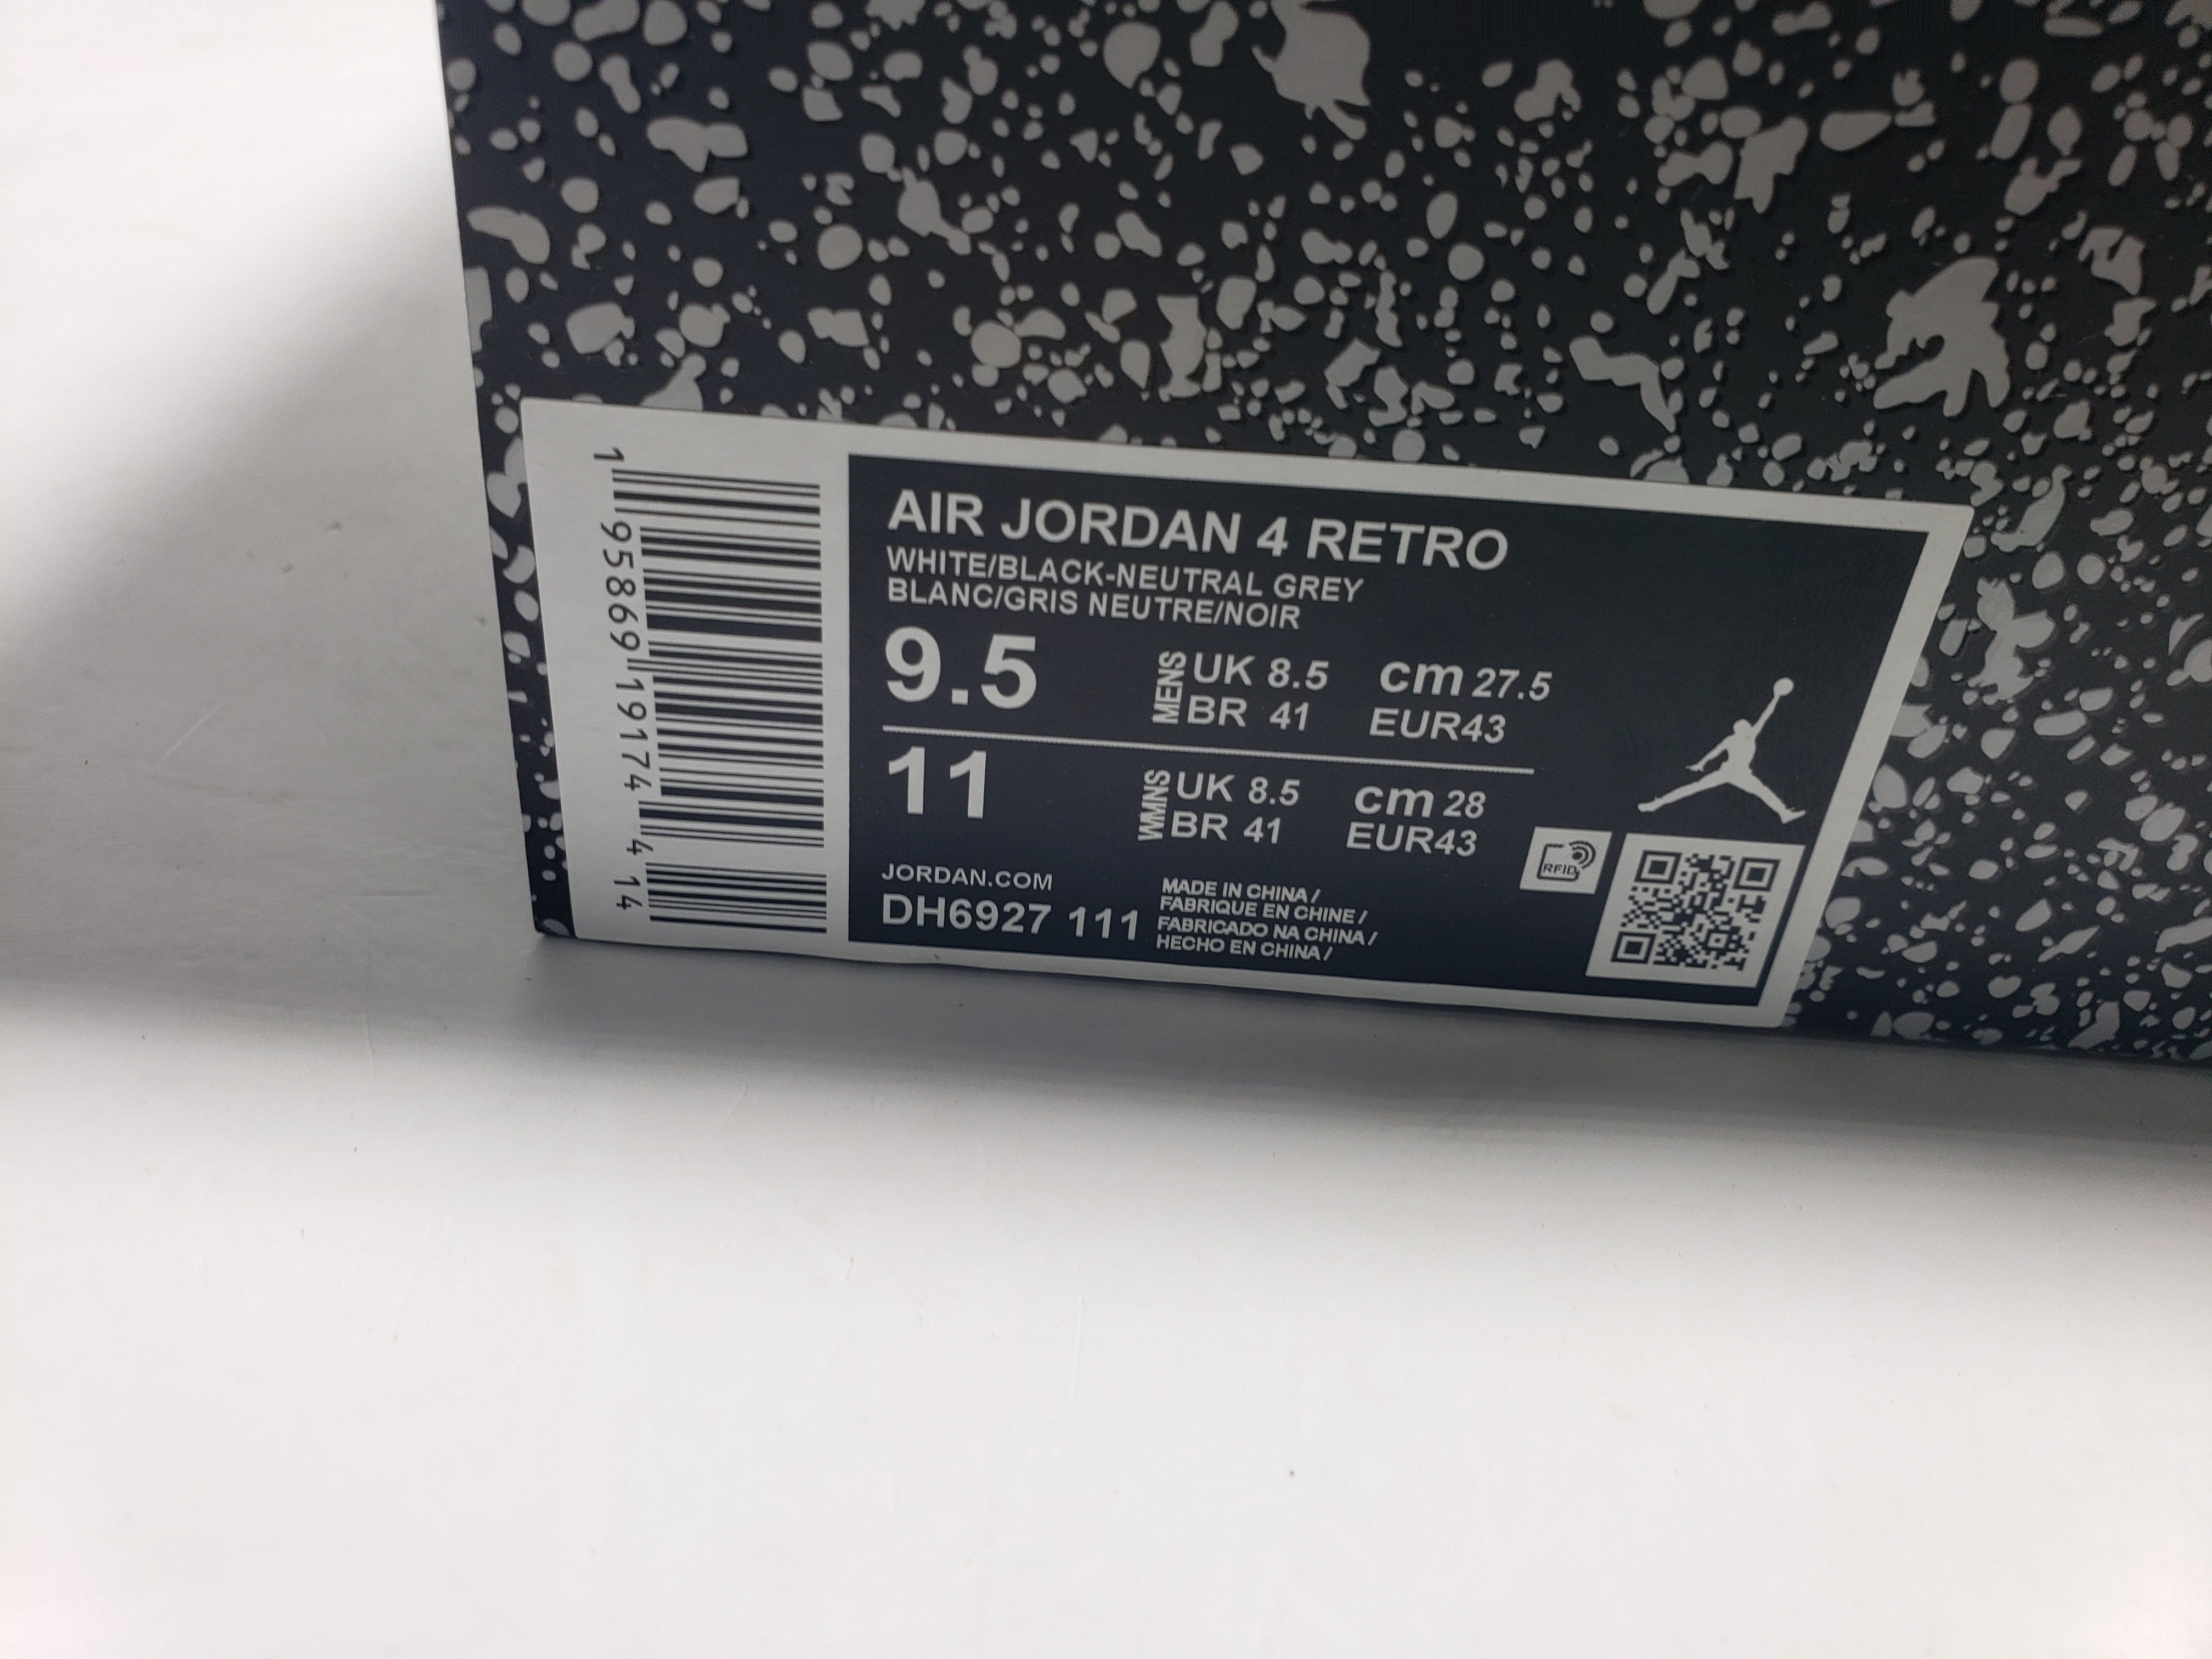 AIR JORDAN 4 RETRO
WHITE/BLACK-NEUTRAL GREY
BLANC/GRIS NEUTRE/NOIR
9.5 MENS UK 8.5 cm 27.5
BR 41 EUR43
11 WMNS UK 8.5 cm 28
BR 41 EUR43
JORDAN.COM
DH6927 111
MADE IN CHINA /
FABRIQUE EN CHINE /
FABRICADO NA CHINA /
HECHO EN CHINA /
RFID
1 95869 19174 4 14